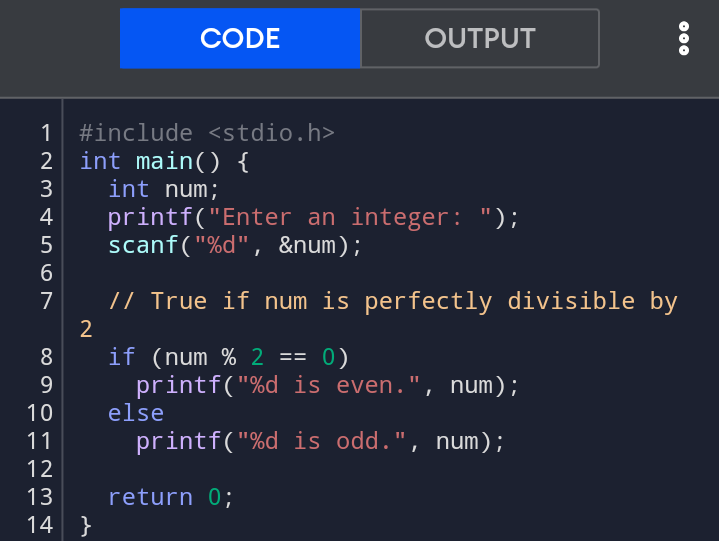 CODE
OUTPUT
1 #include <stdio.h>
2 int main() {
3   int num;
4   printf("Enter an integer: ");
5   scanf("%d", &num);
6
7   // True if num is perfectly divisible by
2
8   if (num % 2 == 0)
9     printf("%d is even.", num);
10   else
11     printf("%d is odd.", num);
12
13   return 0;
14 }